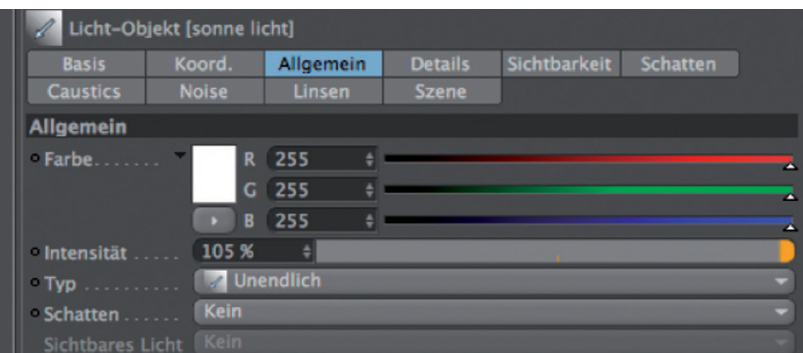 Licht-Objekt [sonne licht]
Basis Koord. Allgemein Details Sichtbarkeit Schatten
Caustics Noise Linsen Szene
Allgemein
Farbe....... R 255
G 255
B 255
Intensität ..... 105 %
Typ .......... Unendlich
Schatten ...... Kein
Sichtbares Licht Kein